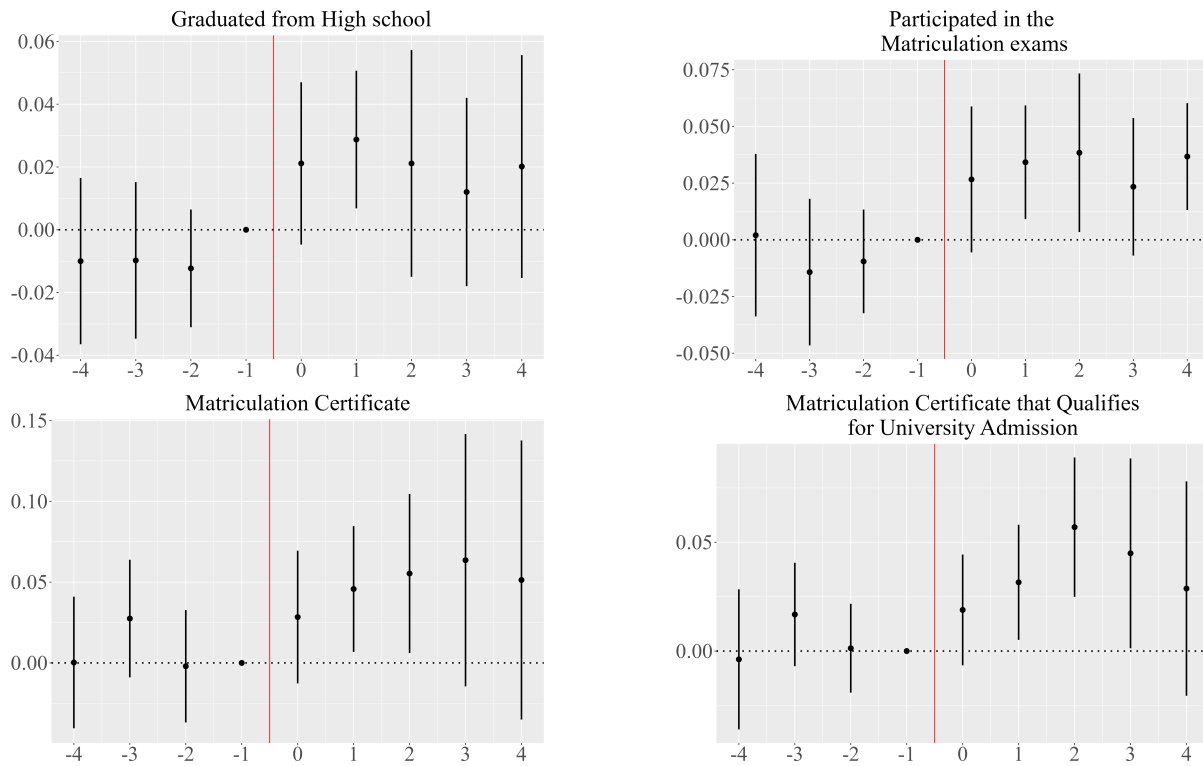 Graduated from High school
0.06
0.04
0.02
0.00
-0.02
-0.04
-4 -3 -2 -1 0 1 2 3 4
Participated in the
Matriculation exams
0.075
0.050
0.025
0.000
-0.025
-0.050
-4 -3 -2 -1 0 1 2 3 4
Matriculation Certificate
0.15
0.10
0.05
0.00
-4 -3 -2 -1 0 1 2 3 4
Matriculation Certificate that Qualifies
for University Admission
0.05
0.00
-4 -3 -2 -1 0 1 2 3 4